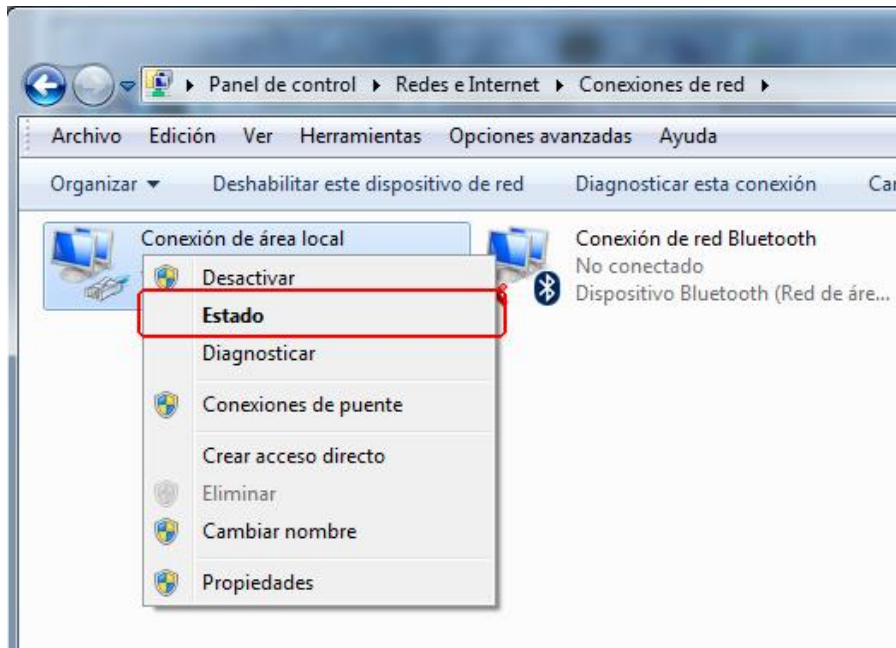 Panel de control Redes e Internet Conexiones de red
Archivo Edición Ver Herramientas Opciones avanzadas Ayuda
Organizar Deshabilitar este dispositivo de red Diagnosticar esta conexión
Conexión de área local
Desactivar
Estado
Diagnosticar
Conexiones de puente
Crear acceso directo
Eliminar
Cambiar nombre
Propiedades
Conexión de red Bluetooth
No conectado
Dispositivo Bluetooth (Red de áre...